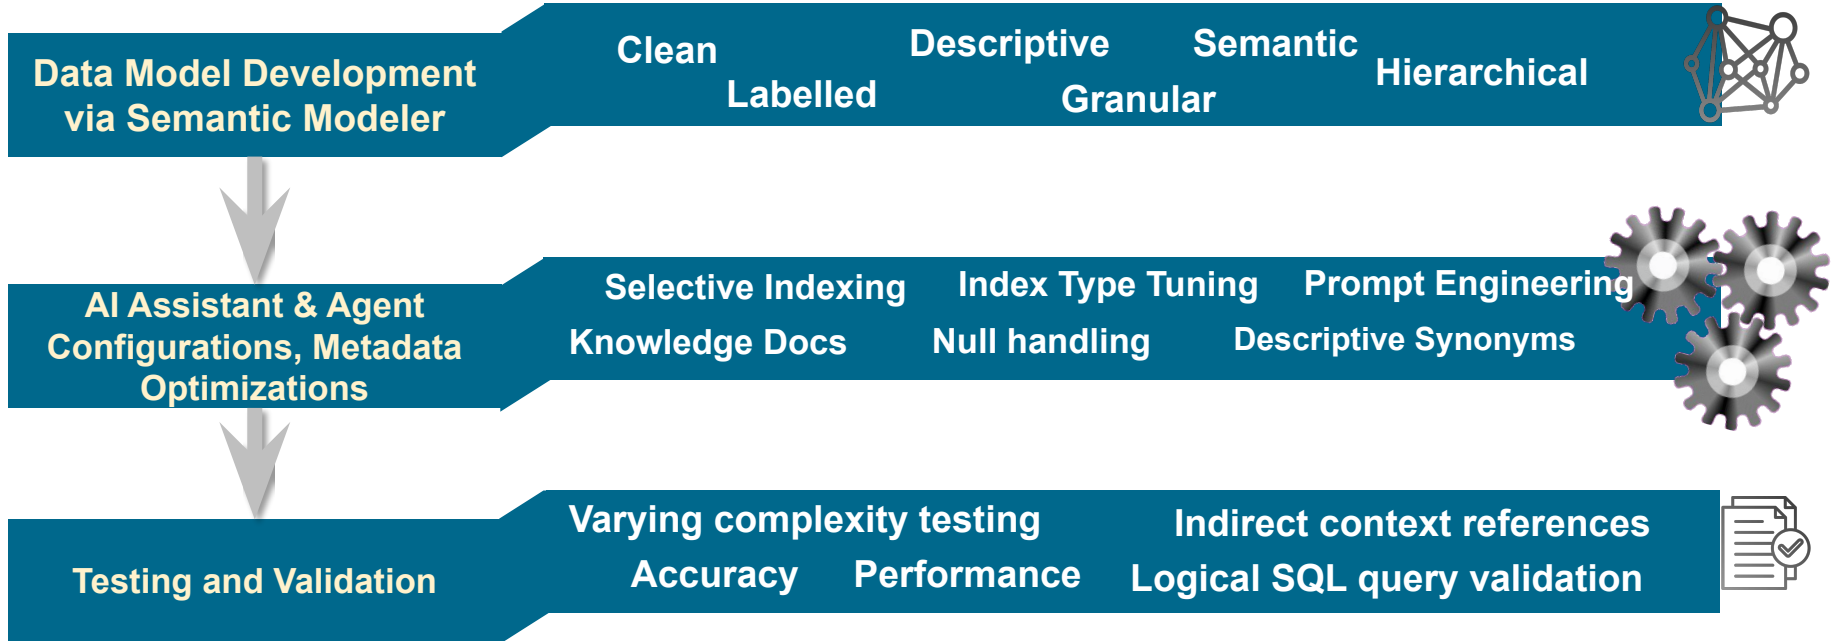 Data Model Development
via Semantic Modeler
Clean
Descriptive
Semantic
Hierarchical
Labelled
Granular
AI Assistant & Agent
Configurations, Metadata
Optimizations
Selective Indexing
Index Type Tuning
Prompt Engineering
Knowledge Docs
Null handling
Descriptive Synonyms
Testing and Validation
Varying complexity testing
Indirect context references
Accuracy
Performance
Logical SQL query validation